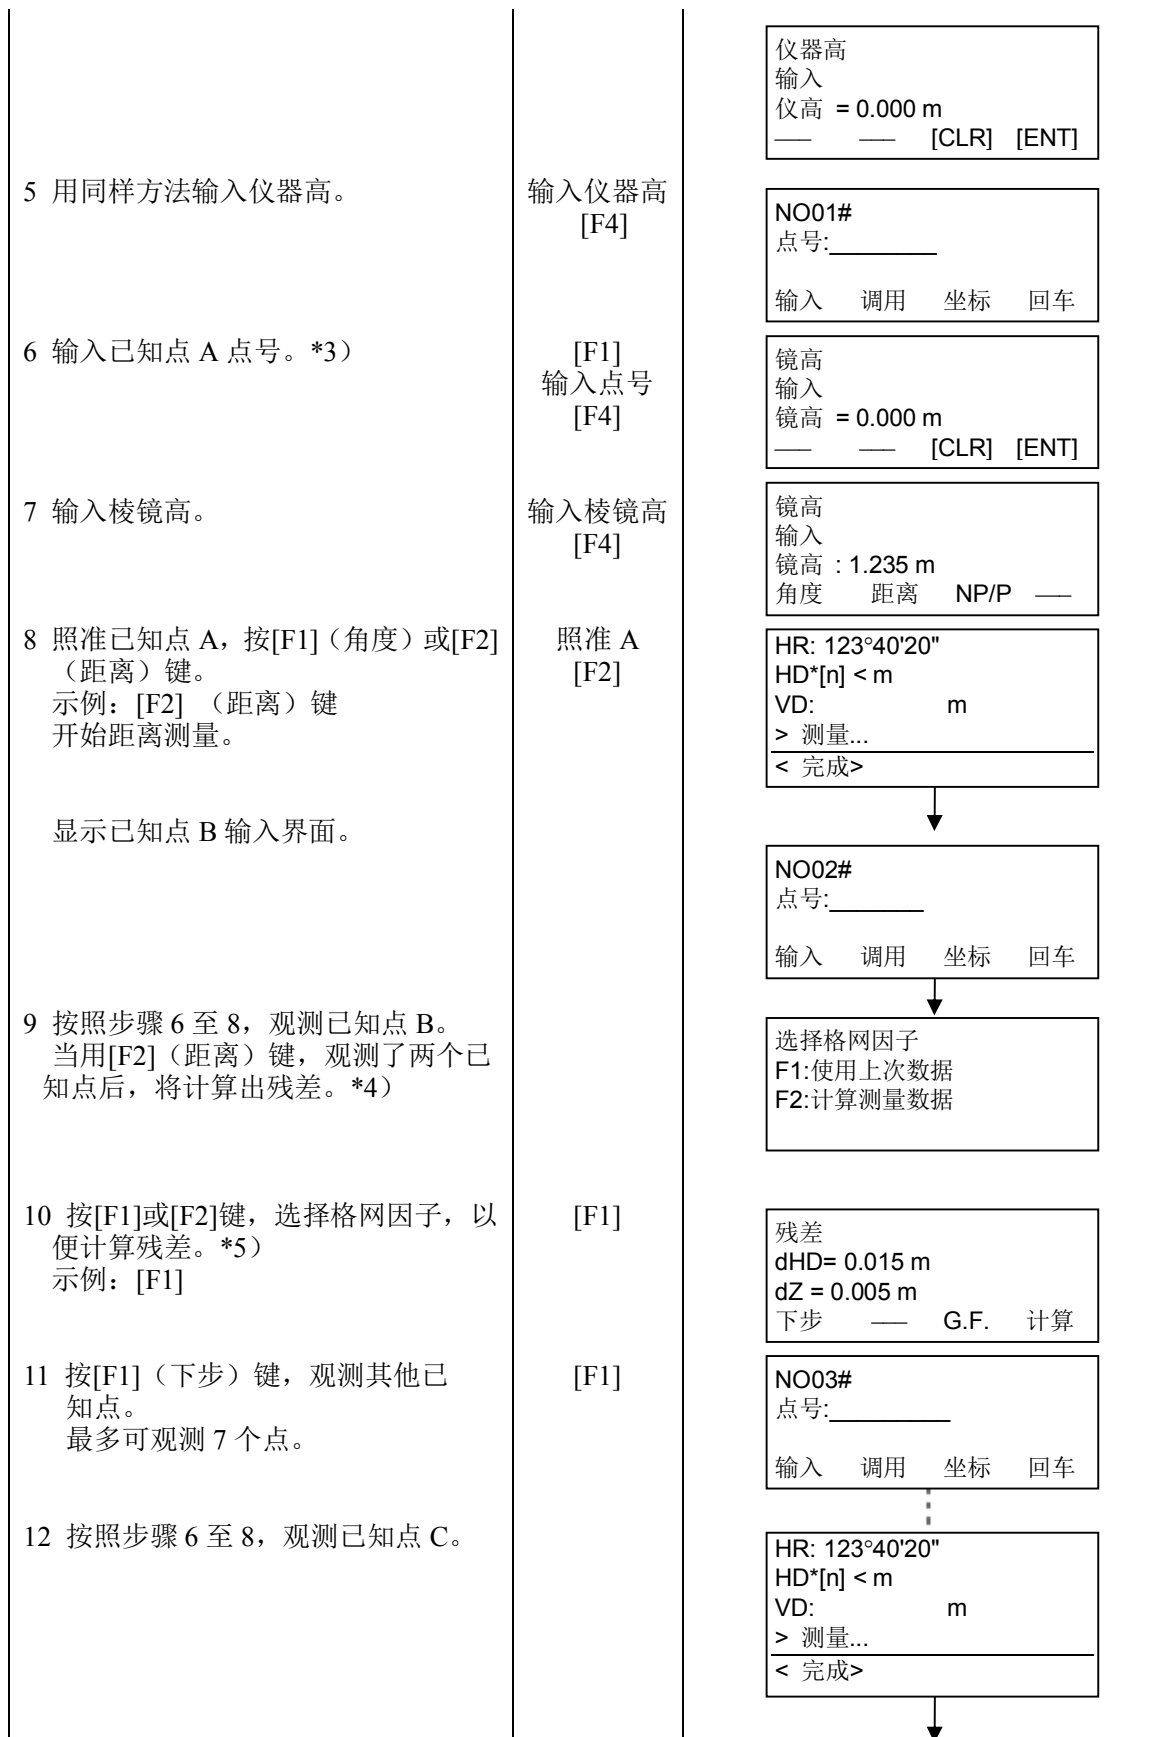 仪器高
输入
仪高 = 0.000 m
—— —— [CLR] [ENT]
5 用同样方法输入仪器高。
输入仪器高
[F4]
NO01#
点号:________
输入 调用 坐标 回车
6 输入已知点 A 点号。*3）
[F1]
输入点号
[F4]
镜高
输入
镜高 = 0.000 m
—— —— [CLR] [ENT]
7 输入棱镜高。
输入棱镜高
[F4]
镜高
输入
镜高 : 1.235 m
角度 距离 NP/P ——
8 照准已知点 A，按[F1]（角度）或[F2]
（距离）键。
示例：[F2] （距离）键
开始距离测量。
照准 A
[F2]
HR: 123°40'20"
HD*[n] < m
VD: m
> 测量...
< 完成>
显示已知点 B 输入界面。
NO02#
点号:_______
输入 调用 坐标 回车
9 按照步骤 6 至 8，观测已知点 B。
当用[F2]（距离）键，观测了两个已
知点后，将计算出残差。*4）
选择格网因子
F1:使用上次数据
F2:计算测量数据
10 按[F1]或[F2]键，选择格网因子，以
便计算残差。*5）
示例：[F1]
[F1]
残差
dHD= 0.015 m
dZ = 0.005 m
下步 —— G.F. 计算
11 按[F1]（下步）键，观测其他已
知点。
最多可观测 7 个点。
[F1]
NO03#
点号:_________
输入 调用 坐标 回车
12 按照步骤 6 至 8，观测已知点 C。
HR: 123°40'20"
HD*[n] < m
VD: m
> 测量...
< 完成>